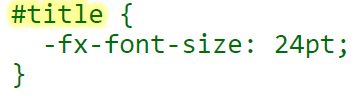 #title {
  -fx-font-size: 24pt;
}